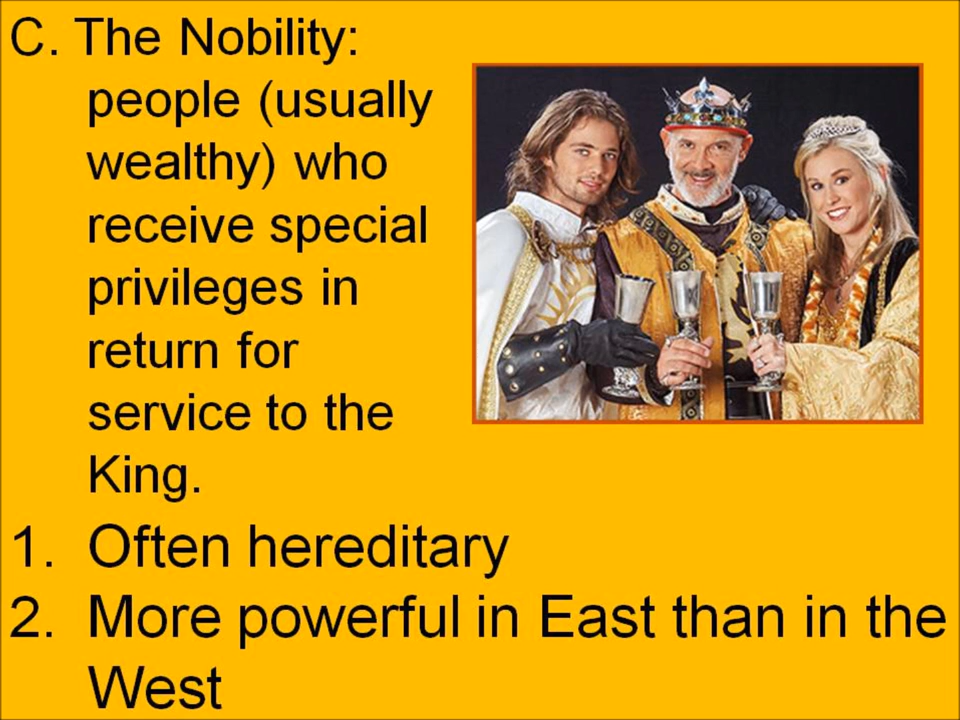 C. The Nobility:
people (usually
wealthy) who
receive special
privileges in
return for
service to the
King.
1. Often hereditary
2. More powerful in East than in the
West